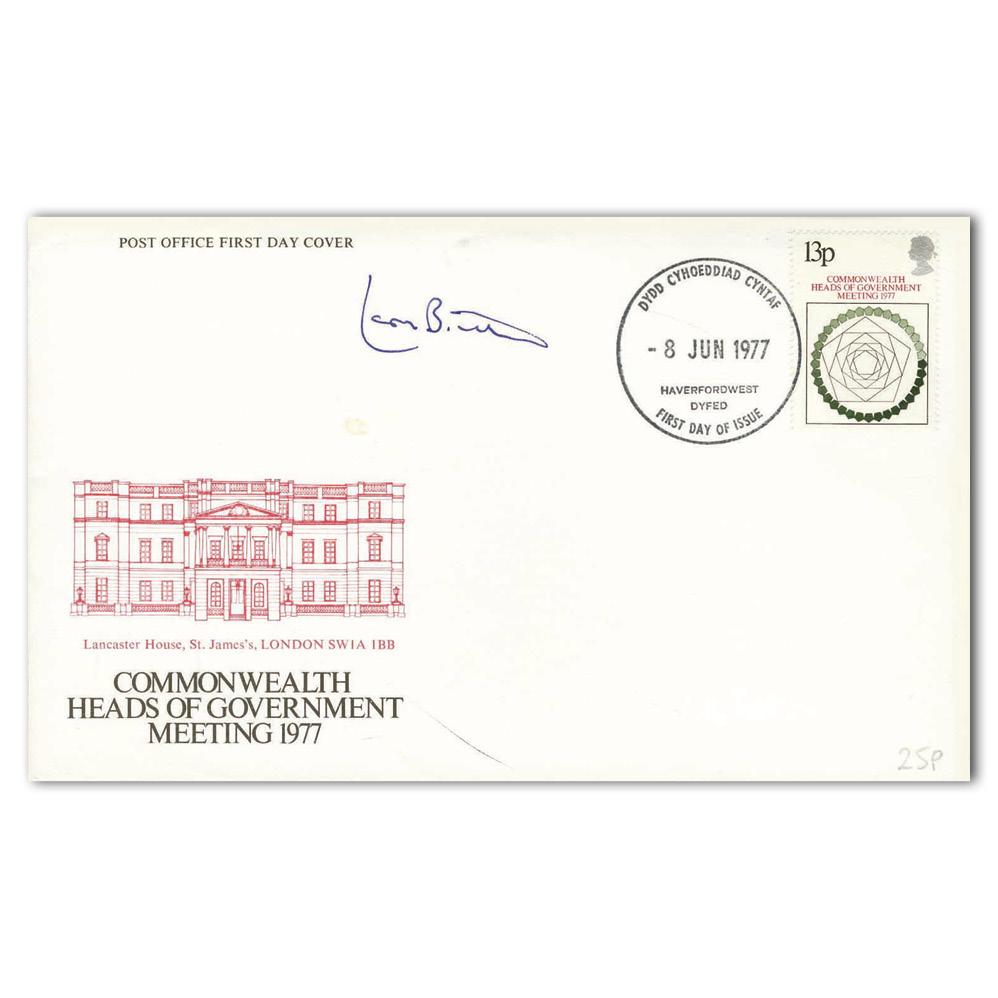 POST OFFICE FIRST DAY COVER
13p
COMMONWEALTH
HEADS OF GOVERNMENT
MEETING 1977
DYDD CYHOEDDIAD CYNTAF
- 8 JUN 1977
HAVERFORDWEST
DYFED
FIRST DAY OF ISSUE
Lancaster House, St. James's, LONDON SW1A 1BB
COMMONWEALTH
HEADS OF GOVERNMENT
MEETING 1977
25P